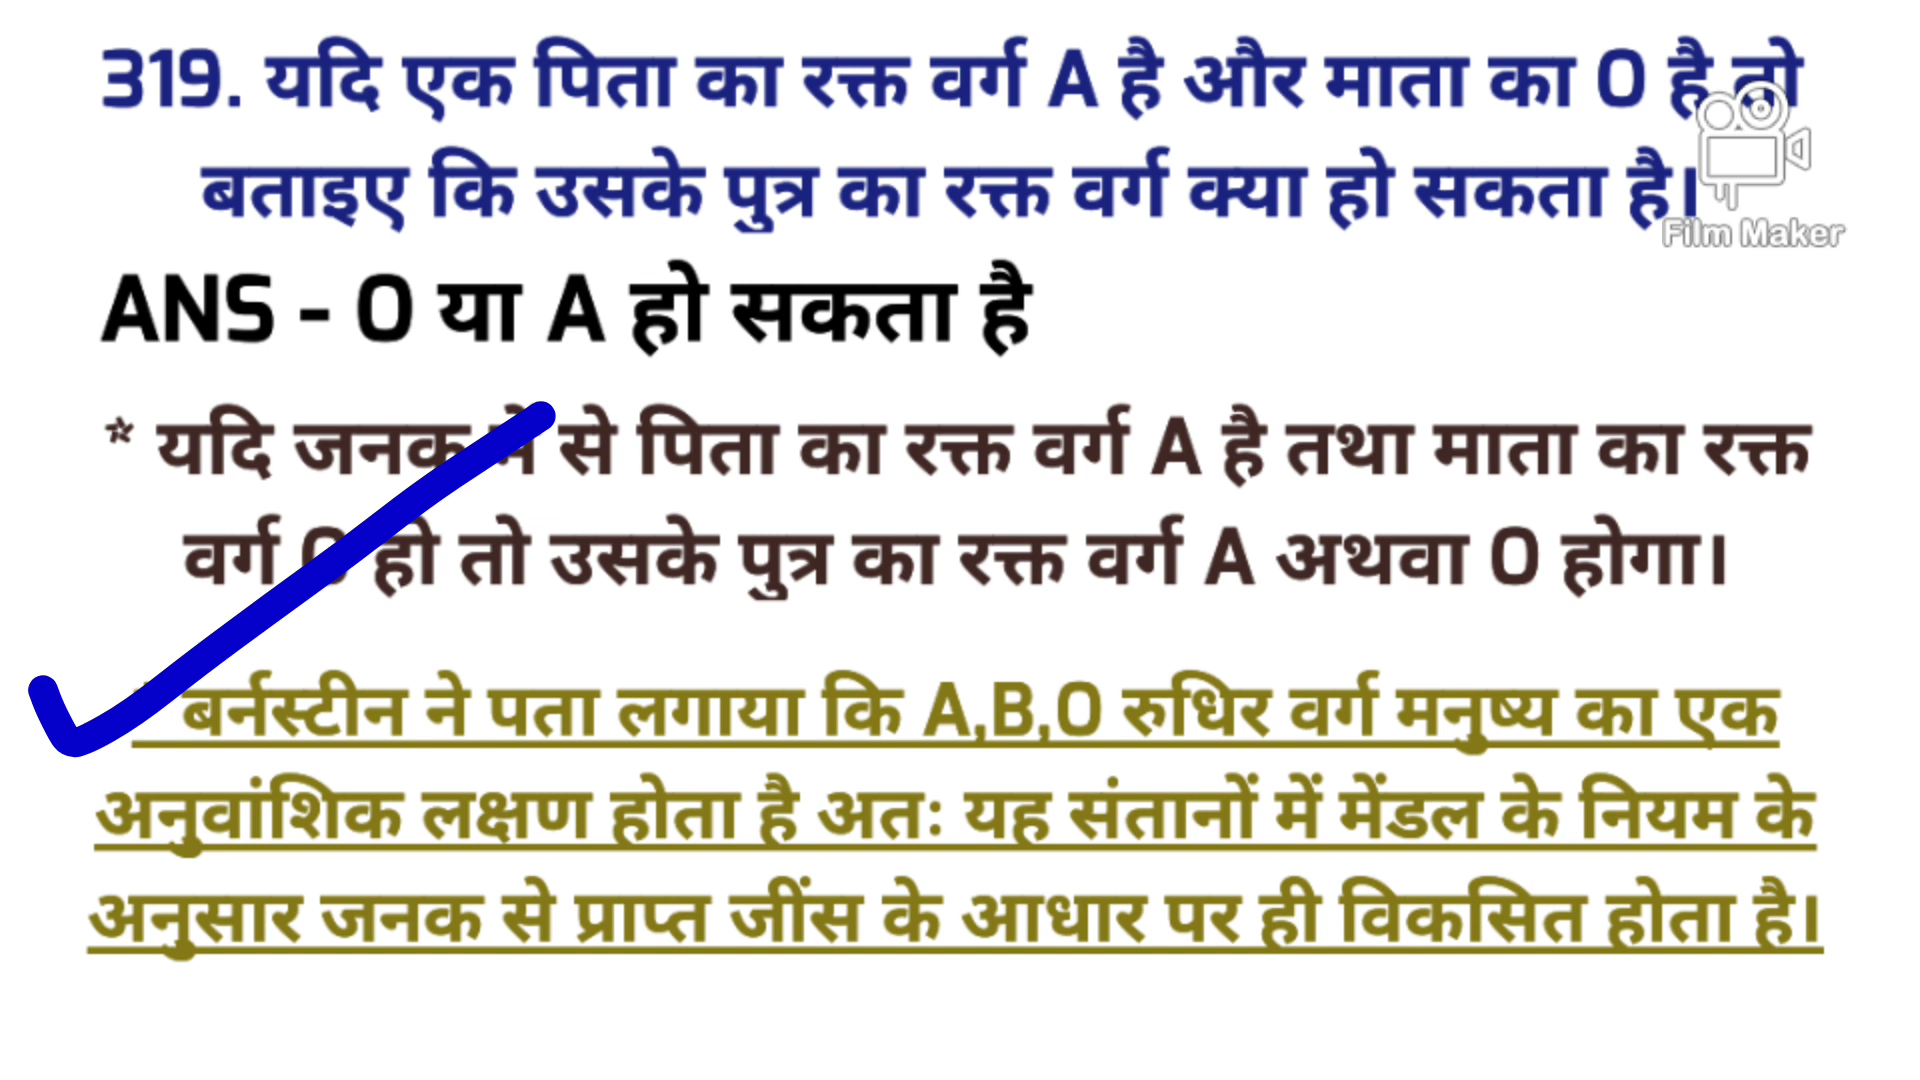 319. यदि एक पिता का रक्त वर्ग A है और माता का O है तो
बताइए कि उसके पुत्र का रक्त वर्ग क्या हो सकता है।
Film Maker
ANS - O या A हो सकता है
* यदि जनक में से पिता का रक्त वर्ग A है तथा माता का रक्त
वर्ग O हो तो उसके पुत्र का रक्त वर्ग A अथवा O होगा।
बर्नस्टीन ने पता लगाया कि A,B,O रुधिर वर्ग मनुष्य का एक
अनुवांशिक लक्षण होता है अतः यह संतानों में मेंडल के नियम के
अनुसार जनक से प्राप्त जींस के आधार पर ही विकसित होता है।